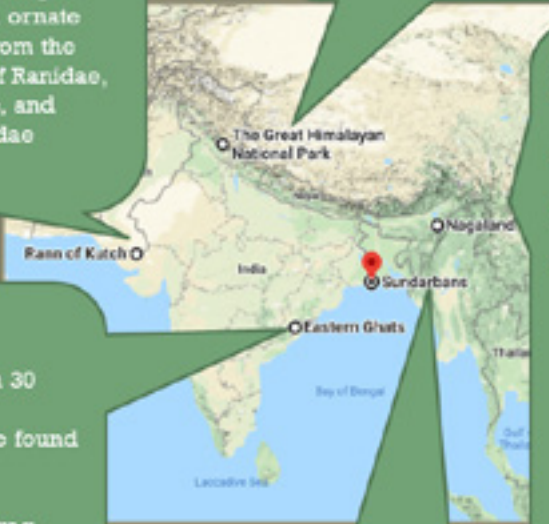 ornate
om the
f Ranidae,
, and
dae
The Great Himalayan
National Park
Nagaland
Rann of Kutch
India
Sundarbans
Eastern Ghats
30
e found
Bay of Bengal
Laccadive Sea